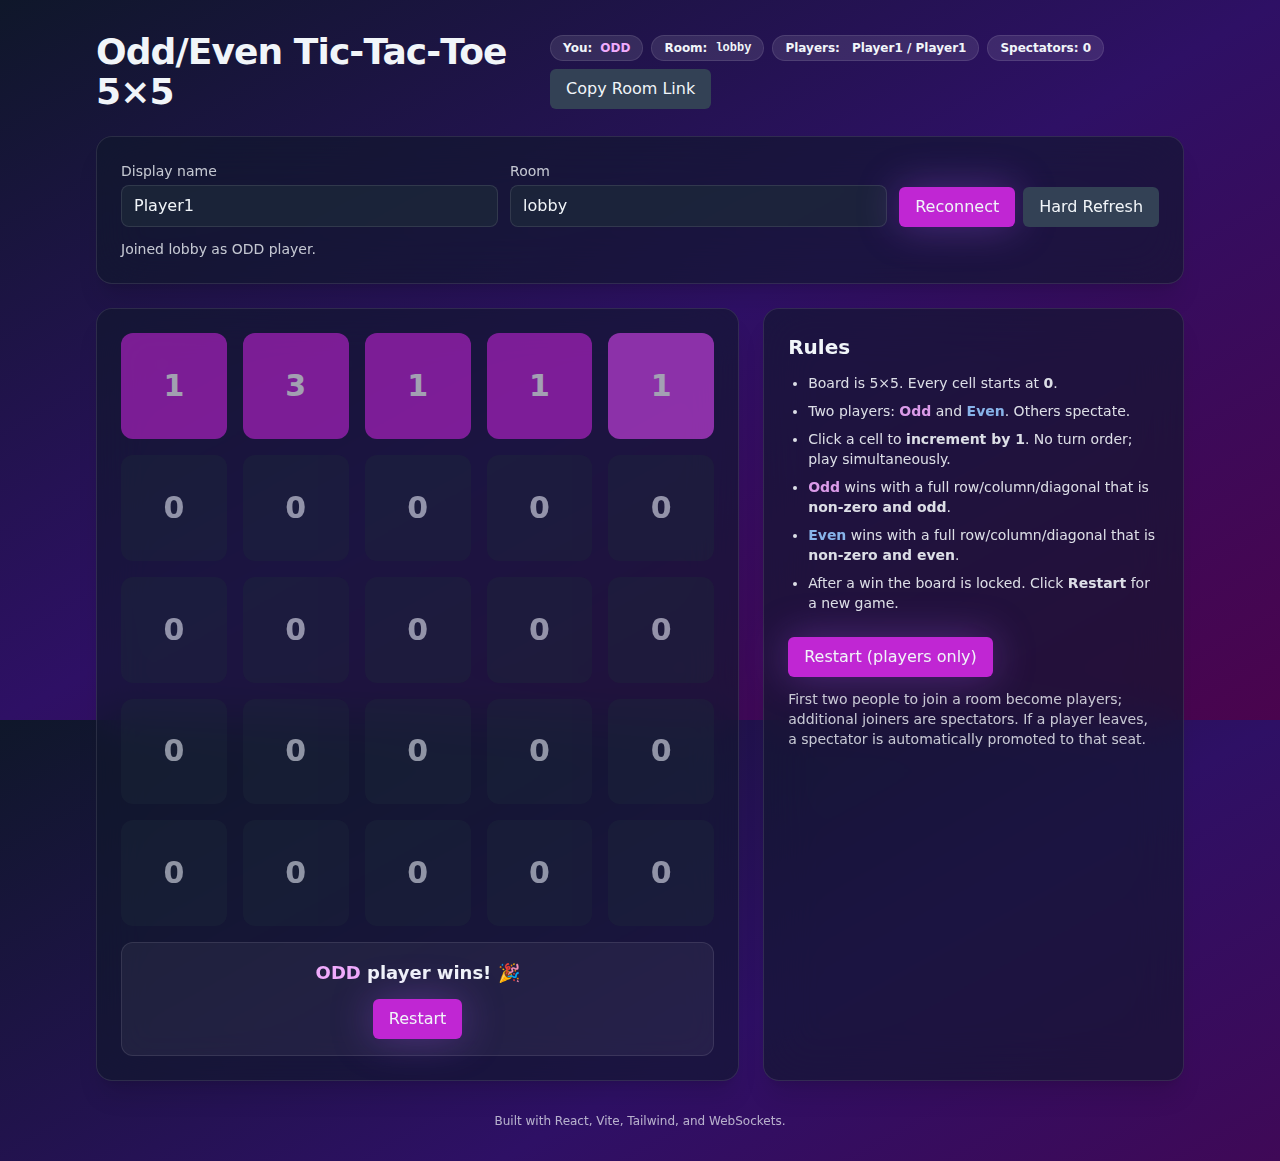 Odd/Even Tic-Tac-Toe
5×5
You: ODD
Room: lobby
Players: Player1 / Player1
Spectators: 0
Copy Room Link
Display name
Room
Player1
lobby
Reconnect
Hard Refresh
Joined lobby as ODD player.
1 3 1 1 1
0 0 0 0 0
0 0 0 0 0
0 0 0 0 0
0 0 0 0 0
ODD player wins! 🎉
Restart
Rules
• Board is 5×5. Every cell starts at 0.
• Two players: Odd and Even. Others spectate.
• Click a cell to increment by 1. No turn order;
play simultaneously.
• Odd wins with a full row/column/diagonal that is
non-zero and odd.
• Even wins with a full row/column/diagonal that is
non-zero and even.
• After a win the board is locked. Click Restart for
a new game.
Restart (players only)
First two people to join a room become players;
additional joiners are spectators. If a player leaves,
a spectator is automatically promoted to that seat.
Built with React, Vite, Tailwind, and WebSockets.